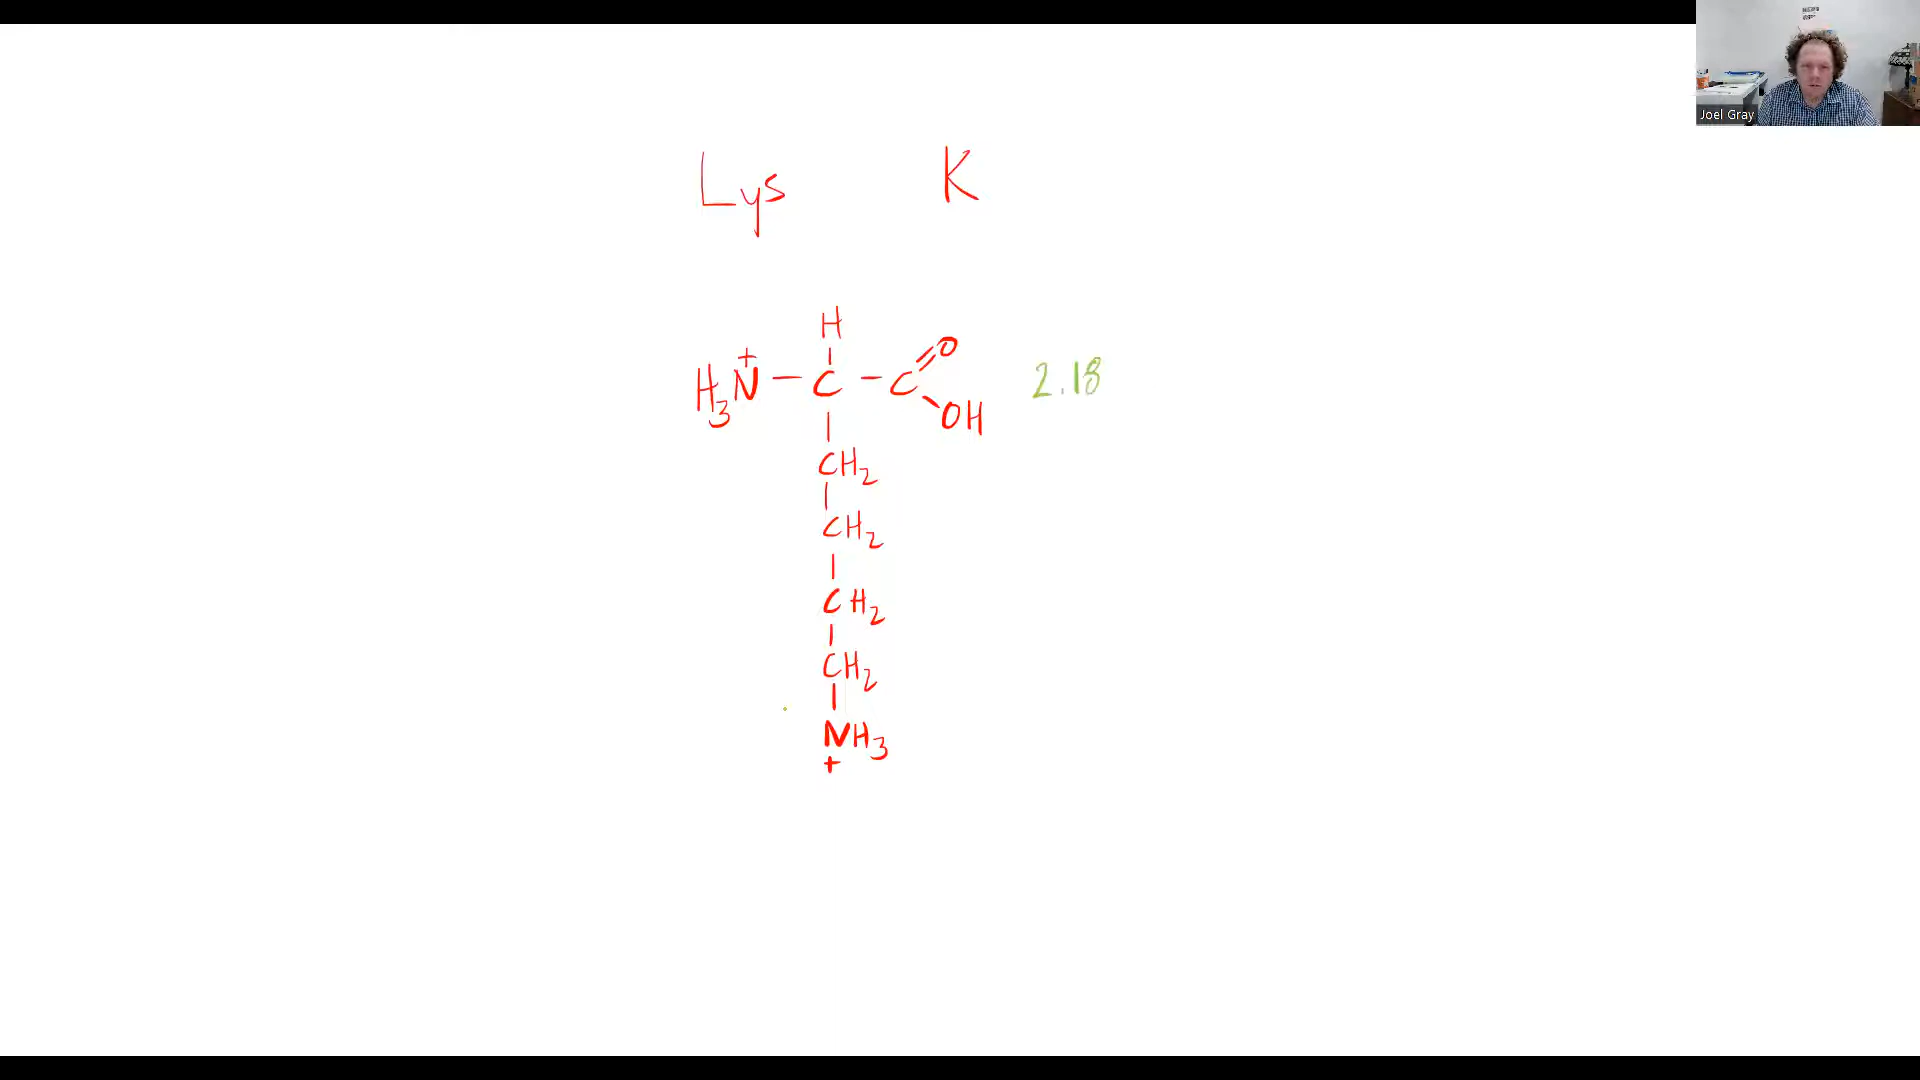 Lys K
H
H3N+ - C - C =O 2.18
OH
CH2
CH2
CH2
CH2
NH3
+
Joel Gray